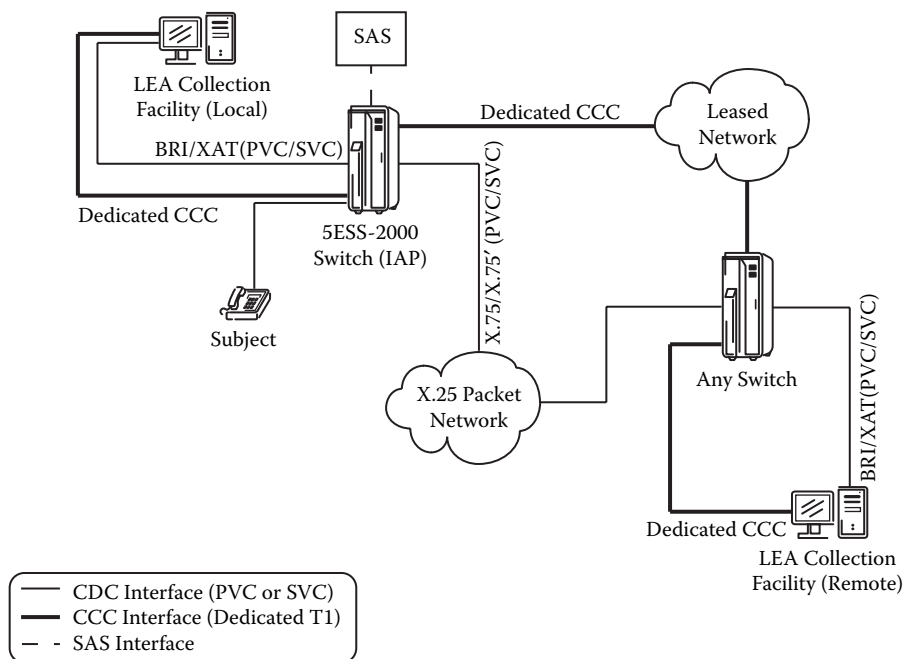 SAS
LEA Collection
Facility (Local)
Dedicated CCC
Leased
Network
BRI/XAT(PVC/SVC)
X.75/X.75′ (PVC/SVC)
Dedicated CCC
5ESS-2000
Switch (IAP)
Subject
X.25 Packet
Network
Any Switch
BRI/XAT(PVC/SVC)
Dedicated CCC
LEA Collection
Facility (Remote)
CDC Interface (PVC or SVC)
CCC Interface (Dedicated T1)
SAS Interface